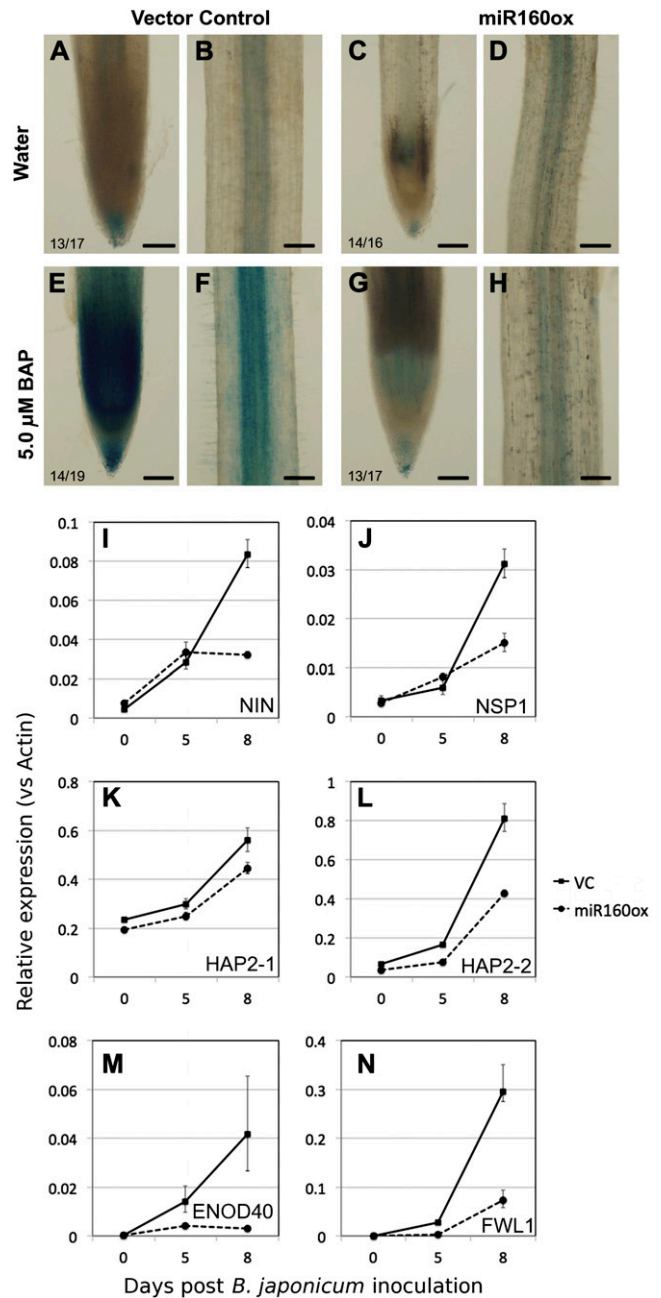 Vector Control miR160ox
A B C D
Water
13/17 14/16
E F G H
5.0 µM BAP
14/19 13/17
I
0.1
0.08
0.06
0.04
0.02
0
0 5 8
NIN
J
0.04
0.03
0.02
0.01
0
0 5 8
NSP1
Relative expression (vs Actin)
K
0.8
0.6
0.4
0.2
0
0 5 8
HAP2-1
L
1
0.8
0.6
0.4
0.2
0
0 5 8
HAP2-2
VC
miR160ox
M
0.08
0.06
0.04
0.02
0
0 5 8
ENOD40
N
0.4
0.3
0.2
0.1
0
0 5 8
FWL1
Days post B. japonicum inoculation